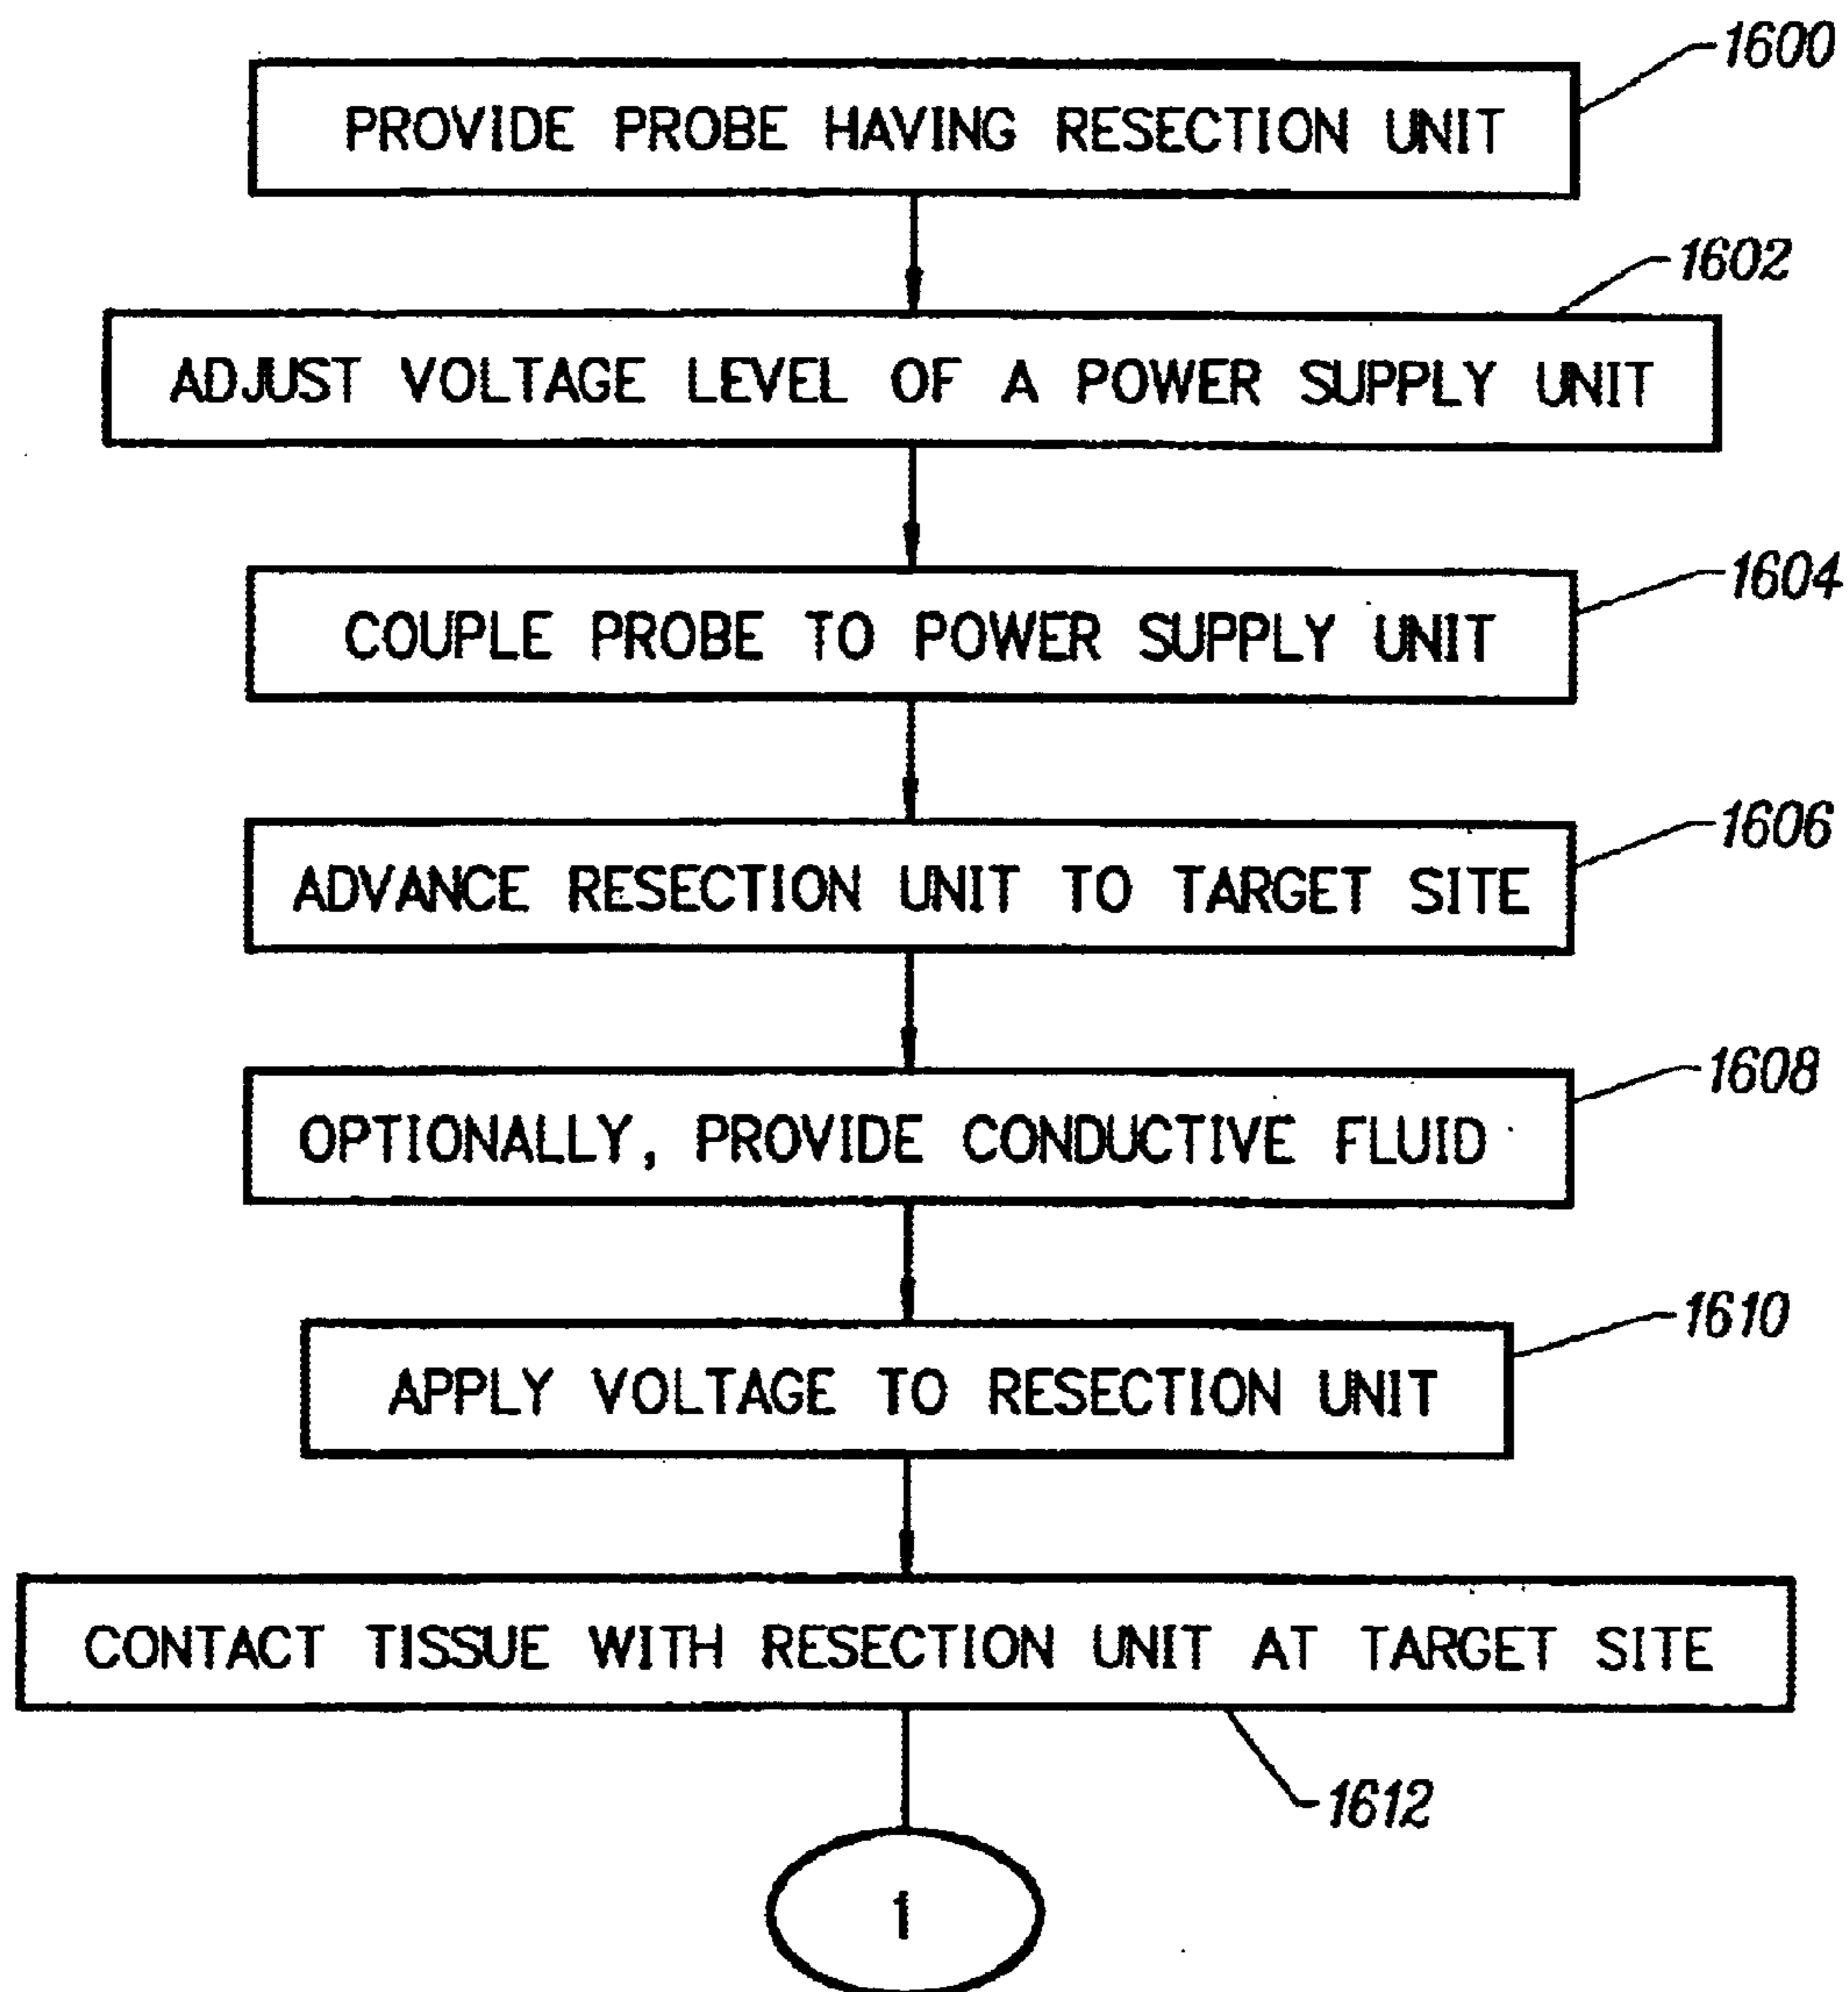 1600
PROVIDE PROBE HAVING RESECTION UNIT
1602
ADJUST VOLTAGE LEVEL OF A POWER SUPPLY UNIT
1604
COUPLE PROBE TO POWER SUPPLY UNIT
1606
ADVANCE RESECTION UNIT TO TARGET SITE
1608
OPTIONALLY, PROVIDE CONDUCTIVE FLUID
1610
APPLY VOLTAGE TO RESECTION UNIT
CONTACT TISSUE WITH RESECTION UNIT AT TARGET SITE
1612
1